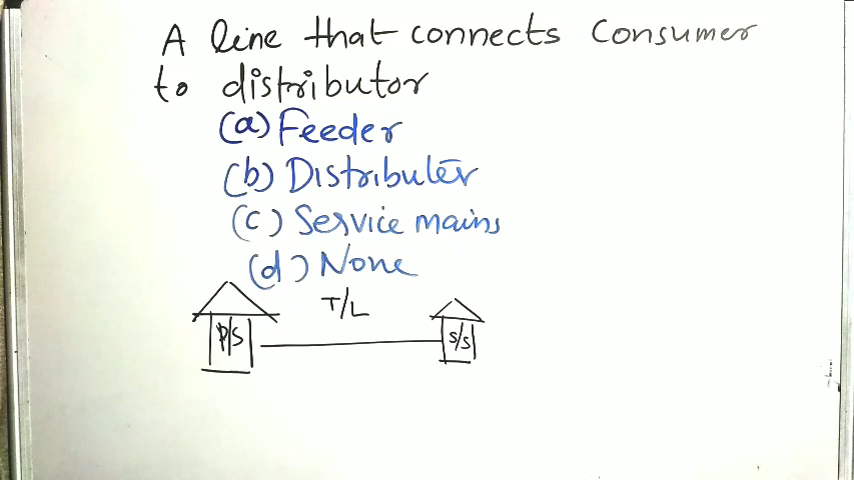 A line that connects Consumer
to distributor
(a) Feeder
(b) Distributer
(c) Service mains
(d) None
T/L
P/S
S/S